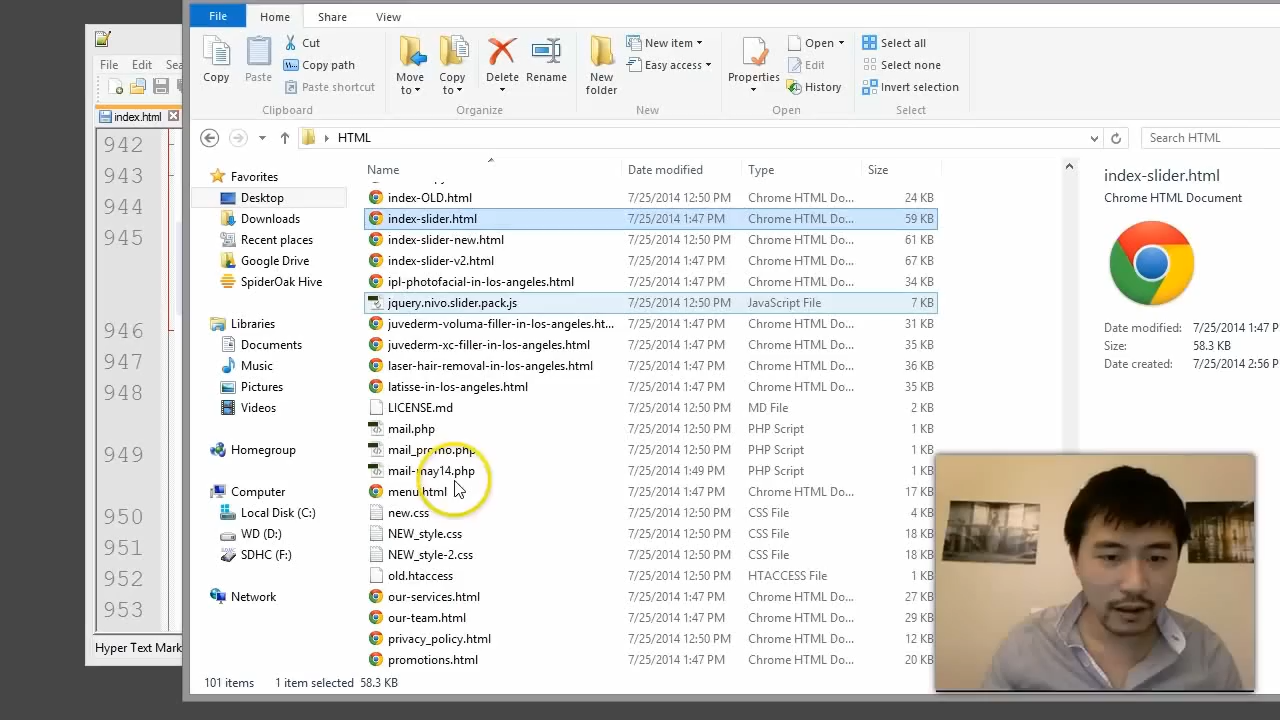 File Home Share View
File Edit Sea
Copy Paste Cut Copy path Paste shortcut
Move to Copy to Delete Rename
New folder New item Easy access
Properties Open Edit History
Select all Select none Invert selection
Clipboard Organize New Open Select
index.html
HTML Search HTML
942
943
944
945
946
947
948
949
950
951
952
953
Hyper Text Mark
Favorites
Desktop
Downloads
Recent places
Google Drive
SpiderOak Hive
Libraries
Documents
Music
Pictures
Videos
Homegroup
Computer
Local Disk (C:)
WD (D:)
SDHC (F:)
Network
Name Date modified Type Size
index-OLD.html 7/25/2014 12:50 PM Chrome HTML Do... 24 KB
index-slider.html 7/25/2014 1:47 PM Chrome HTML Do... 59 KB
index-slider-new.html 7/25/2014 12:50 PM Chrome HTML Do... 61 KB
index-slider-v2.html 7/25/2014 1:47 PM Chrome HTML Do... 67 KB
ipl-photofacial-in-los-angeles.html 7/25/2014 1:47 PM Chrome HTML Do... 34 KB
jquery.nivo.slider.pack.js 7/25/2014 12:50 PM JavaScript File 7 KB
juvederm-voluma-filler-in-los-angeles.ht... 7/25/2014 1:47 PM Chrome HTML Do... 31 KB
juvederm-xc-filler-in-los-angeles.html 7/25/2014 1:47 PM Chrome HTML Do... 35 KB
laser-hair-removal-in-los-angeles.html 7/25/2014 1:47 PM Chrome HTML Do... 36 KB
latisse-in-los-angeles.html 7/25/2014 1:47 PM Chrome HTML Do... 35 KB
LICENSE.md 7/25/2014 12:50 PM MD File 2 KB
mail.php 7/25/2014 12:50 PM PHP Script 1 KB
mail_promo.php 7/25/2014 12:50 PM PHP Script 1 KB
mail-may14.php 7/25/2014 1:49 PM PHP Script 1 KB
menu.html 7/25/2014 12:50 PM Chrome HTML Do... 17 KB
new.css 7/25/2014 12:50 PM CSS File 4 KB
NEW_style.css 7/25/2014 12:50 PM CSS File 18 KB
NEW_style-2.css 7/25/2014 12:50 PM CSS File 18 KB
old.htaccess 7/25/2014 12:50 PM HTACCESS File 1 KB
our-services.html 7/25/2014 1:47 PM Chrome HTML Do... 27 KB
our-team.html 7/25/2014 1:47 PM Chrome HTML Do... 29 KB
privacy_policy.html 7/25/2014 12:50 PM Chrome HTML Do... 12 KB
promotions.html 7/25/2014 1:47 PM Chrome HTML Do... 20 KB
index-slider.html
Chrome HTML Document
Date modified: 7/25/2014 1:47 P
Size: 58.3 KB
Date created: 7/25/2014 2:56 P
101 items 1 item selected 58.3 KB